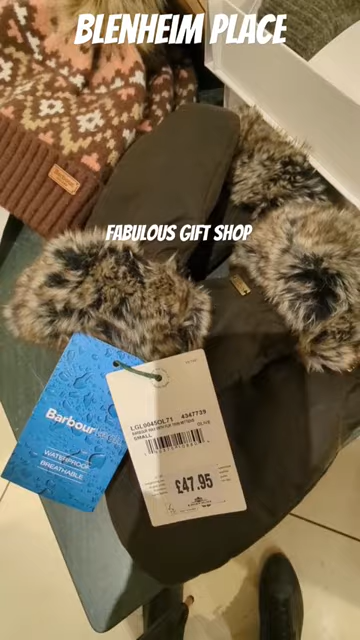 BLENHEIM PLACE
FABULOUS GIFT SHOP
Barbour
WATERPROOF
BREATHABLE
LGL0045OL71 4347739
SMALL OLIVE
£47.95